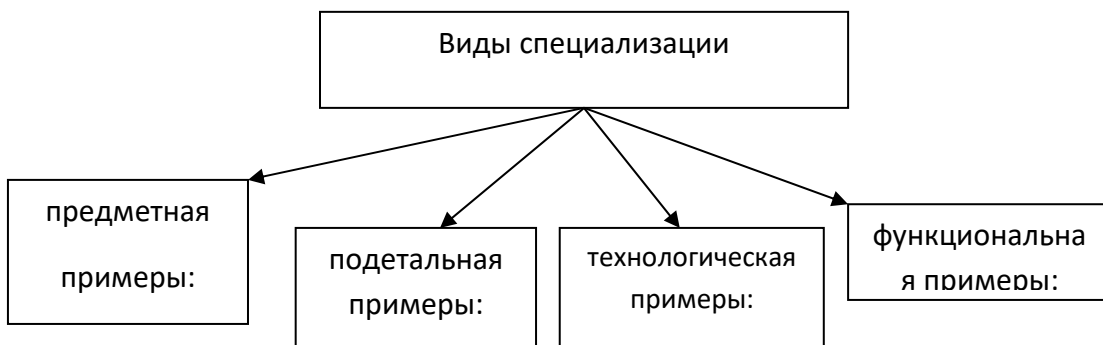 Виды специализации
предметная
примеры:
подетальная
примеры:
технологическая
примеры:
функциональна
я примеры: